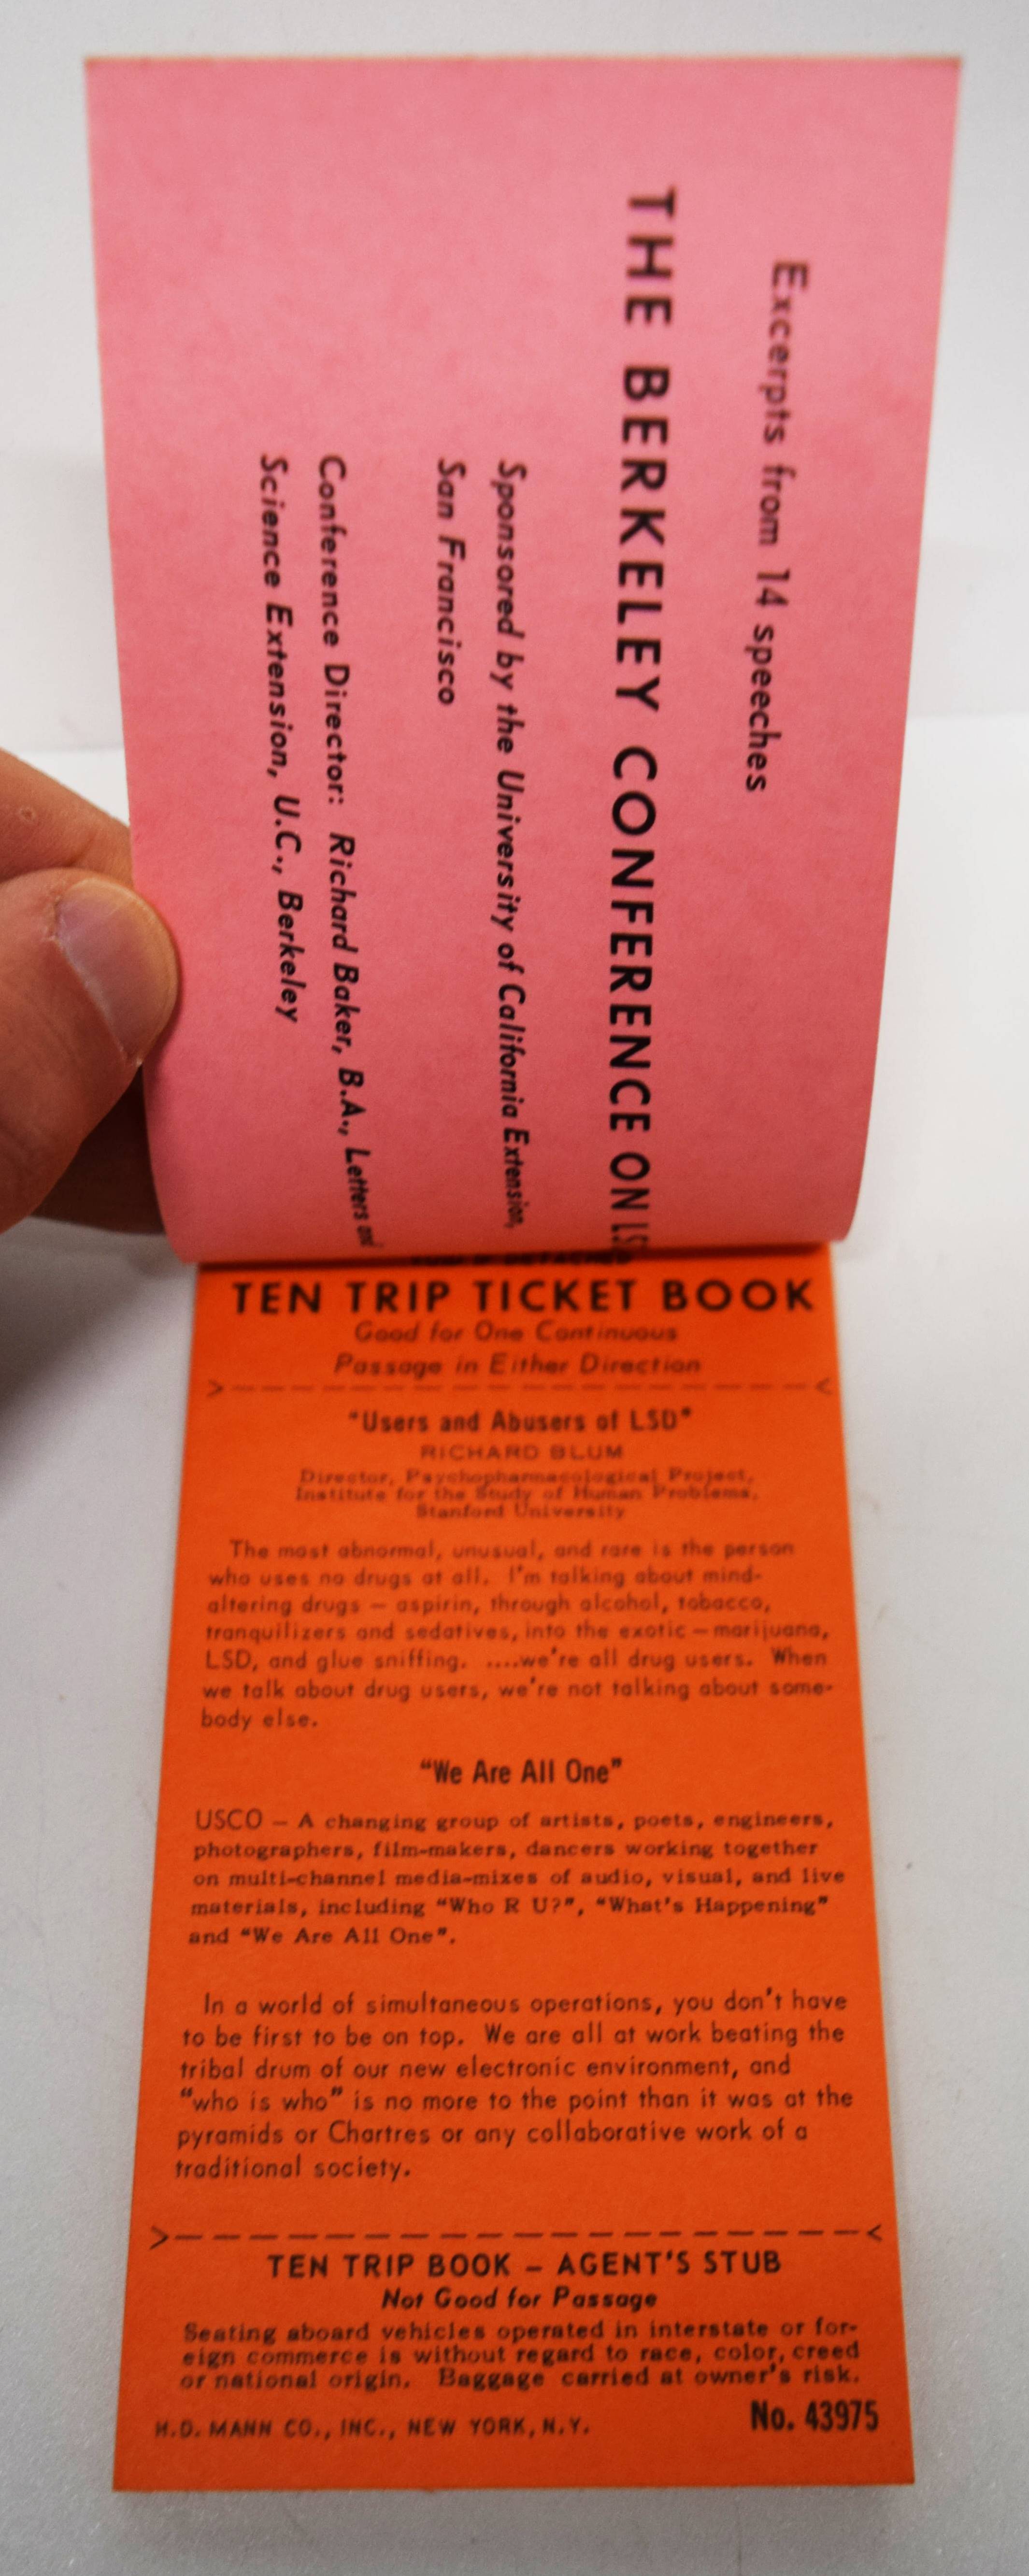 Excerpts from 14 speeches
THE BERKELEY CONFERENCE ON LS
Sponsored by the University of California Extension,
San Francisco
Conference Director: Richard Baker, B.A., Letters and
Science Extension, U.C., Berkeley
TEN TRIP TICKET BOOK
Good for One Continuous
Passage in Either Direction
>– – – – – – – – – – – – – – – –<
"Users and Abusers of LSD"
RICHARD BLUM
Director, Psychopharmacological Project,
Institute for the Study of Human Problems,
Stanford University
The most abnormal, unusual, and rare is the person
who uses no drugs at all. I'm talking about mind-
altering drugs – aspirin, through alcohol, tobacco,
tranquilizers and sedatives, into the exotic – marijuana,
LSD, and glue sniffing. ....we're all drug users. When
we talk about drug users, we're not talking about some-
body else.
"We Are All One"
USCO – A changing group of artists, poets, engineers,
photographers, film-makers, dancers working together
on multi-channel media-mixes of audio, visual, and live
materials, including "Who R U?", "What's Happening"
and "We Are All One".
In a world of simultaneous operations, you don't have
to be first to be on top. We are all at work beating the
tribal drum of our new electronic environment, and
"who is who" is no more to the point than it was at the
pyramids or Chartres or any collaborative work of a
traditional society.
>– – – – – – – – – – – – – – – – – –<
TEN TRIP BOOK – AGENT'S STUB
Not Good for Passage
Seating aboard vehicles operated in interstate or for-
eign commerce is without regard to race, color, creed
or national origin. Baggage carried at owner's risk.
H.D. MANN CO., INC., NEW YORK, N.Y. No. 43975